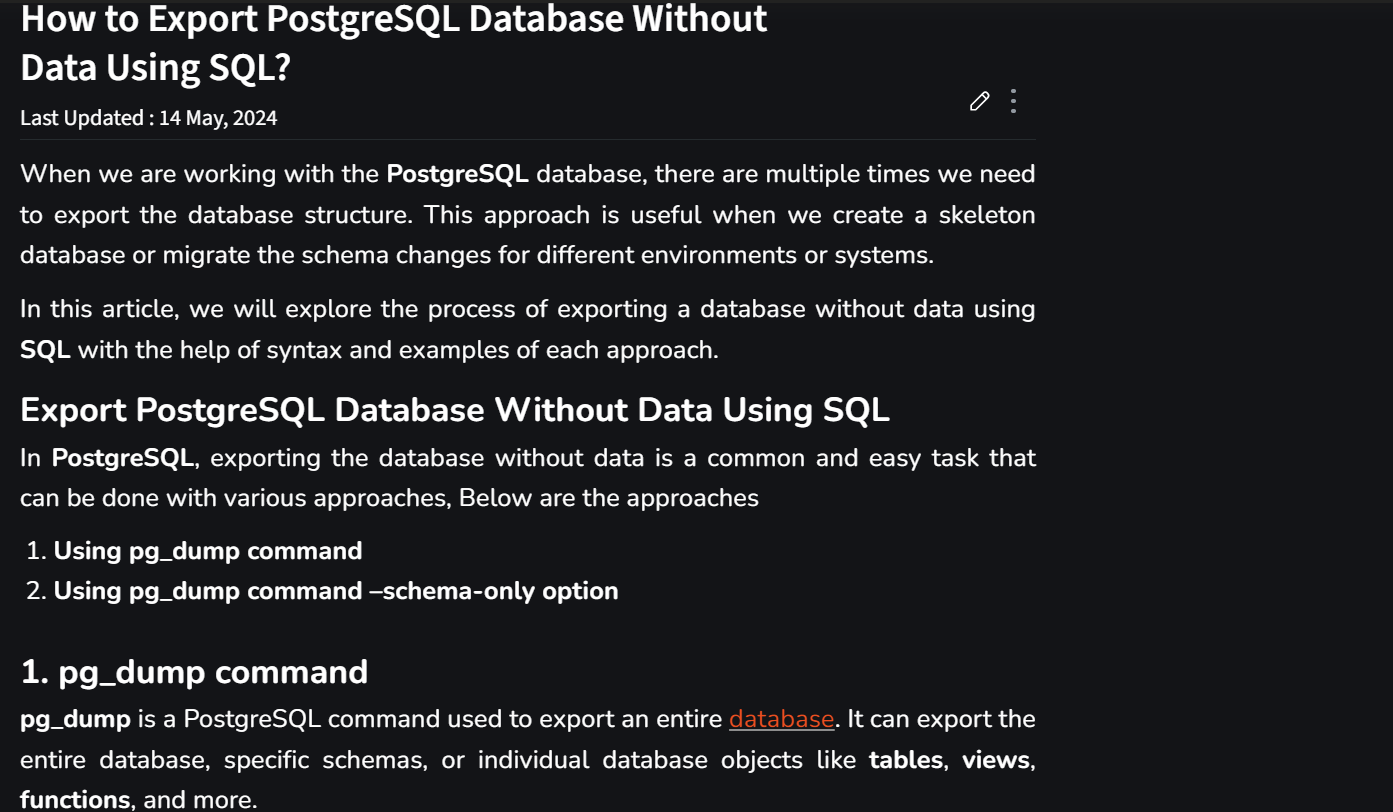 How to Export PostgreSQL Database Without
Data Using SQL?
Last Updated : 14 May, 2024
When we are working with the PostgreSQL database, there are multiple times we need
to export the database structure. This approach is useful when we create a skeleton
database or migrate the schema changes for different environments or systems.
In this article, we will explore the process of exporting a database without data using
SQL with the help of syntax and examples of each approach.
Export PostgreSQL Database Without Data Using SQL
In PostgreSQL, exporting the database without data is a common and easy task that
can be done with various approaches, Below are the approaches
1. Using pg_dump command
2. Using pg_dump command –schema-only option
1. pg_dump command
pg_dump is a PostgreSQL command used to export an entire database. It can export the
entire database, specific schemas, or individual database objects like tables, views,
functions, and more.